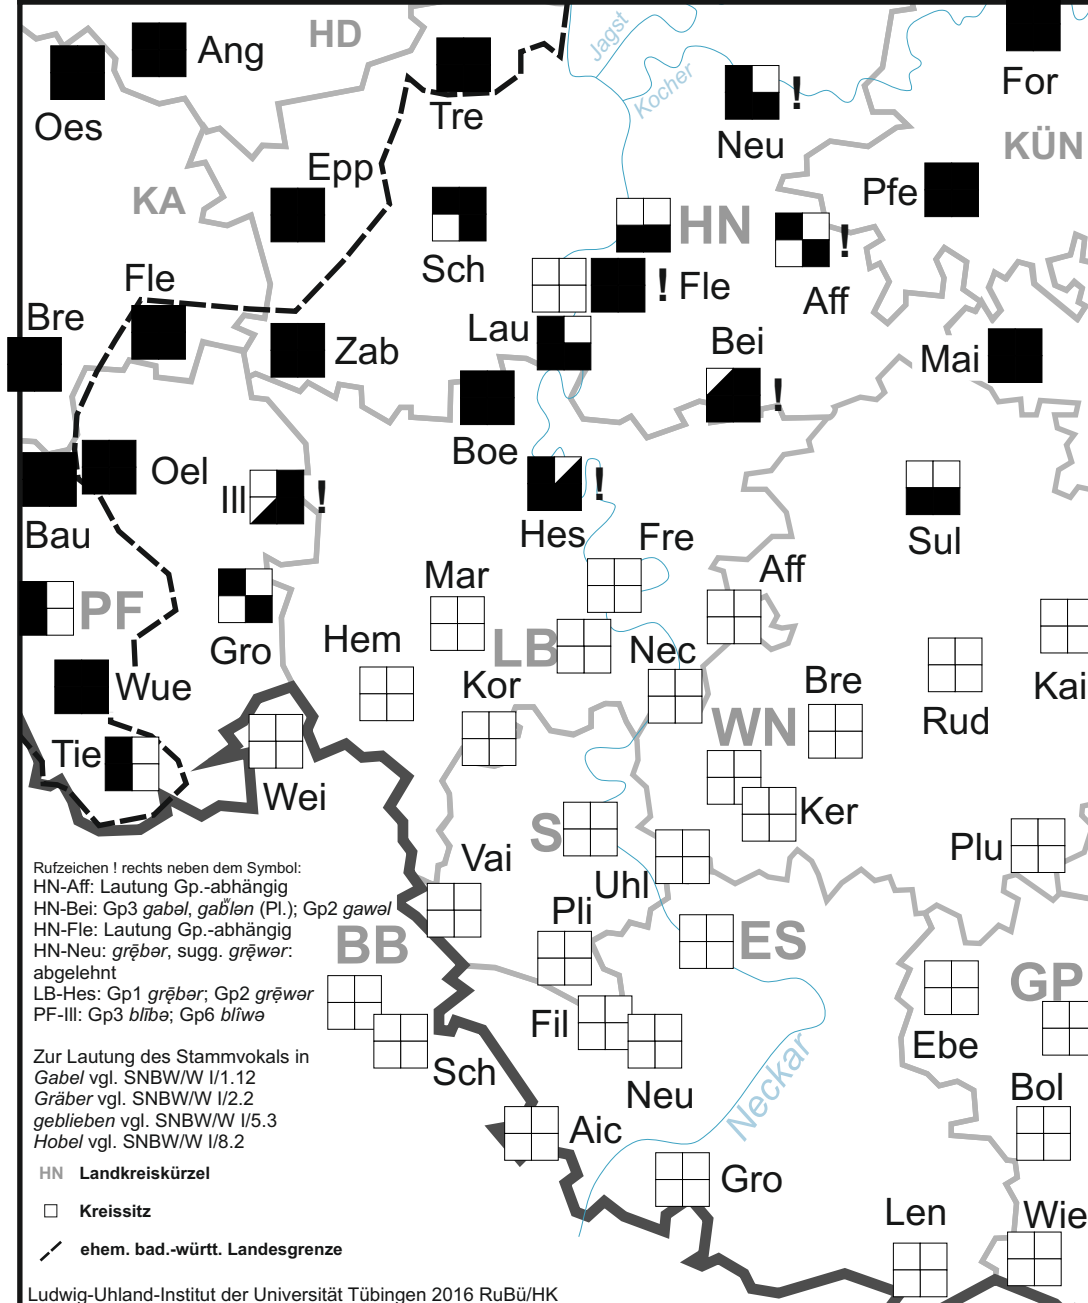 HD
Ang
Jagst
Oes
Tre
Kocher
!
For
Neu
KÜN
Epp
KA
Pfe
HN
!
Sch
Fle
! Fle
Aff
Bre
Lau
Zab
Bei
Mai
!
Boe
Oel
Ill
!
!
Bau
Hes
Sul
Fre
Mar
Aff
PF
Gro
Hem
LB
Nec
Wue
Kor
Bre
Rud
Kai
Tie
WN
Wei
Ker
S
Vai
Plu
Uhl
Rufzeichen ! rechts neben dem Symbol:
HN-Aff: Lautung Gp.-abhängig
HN-Bei: Gp3 gabəl, gab̌ʷlən (Pl.); Gp2 gawəl
HN-Fle: Lautung Gp.-abhängig
HN-Neu: grę̄bər, sugg. grę̄wər:
abgelehnt
LB-Hes: Gp1 grę̄bər; Gp2 grę̄wər
PF-Ill: Gp3 blībə; Gp6 blîwə
Pli
BB
ES
GP
Fil
Ebe
Zur Lautung des Stammvokals in
Gabel vgl. SNBW/W I/1.12
Gräber vgl. SNBW/W I/2.2
geblieben vgl. SNBW/W I/5.3
Hobel vgl. SNBW/W I/8.2
Sch
Neu
Neckar
Bol
Aic
HN Landkreiskürzel
Gro
Kreissitz
Len
Wie
ehem. bad.-württ. Landesgrenze
Ludwig-Uhland-Institut der Universität Tübingen 2016 RuBü/HK